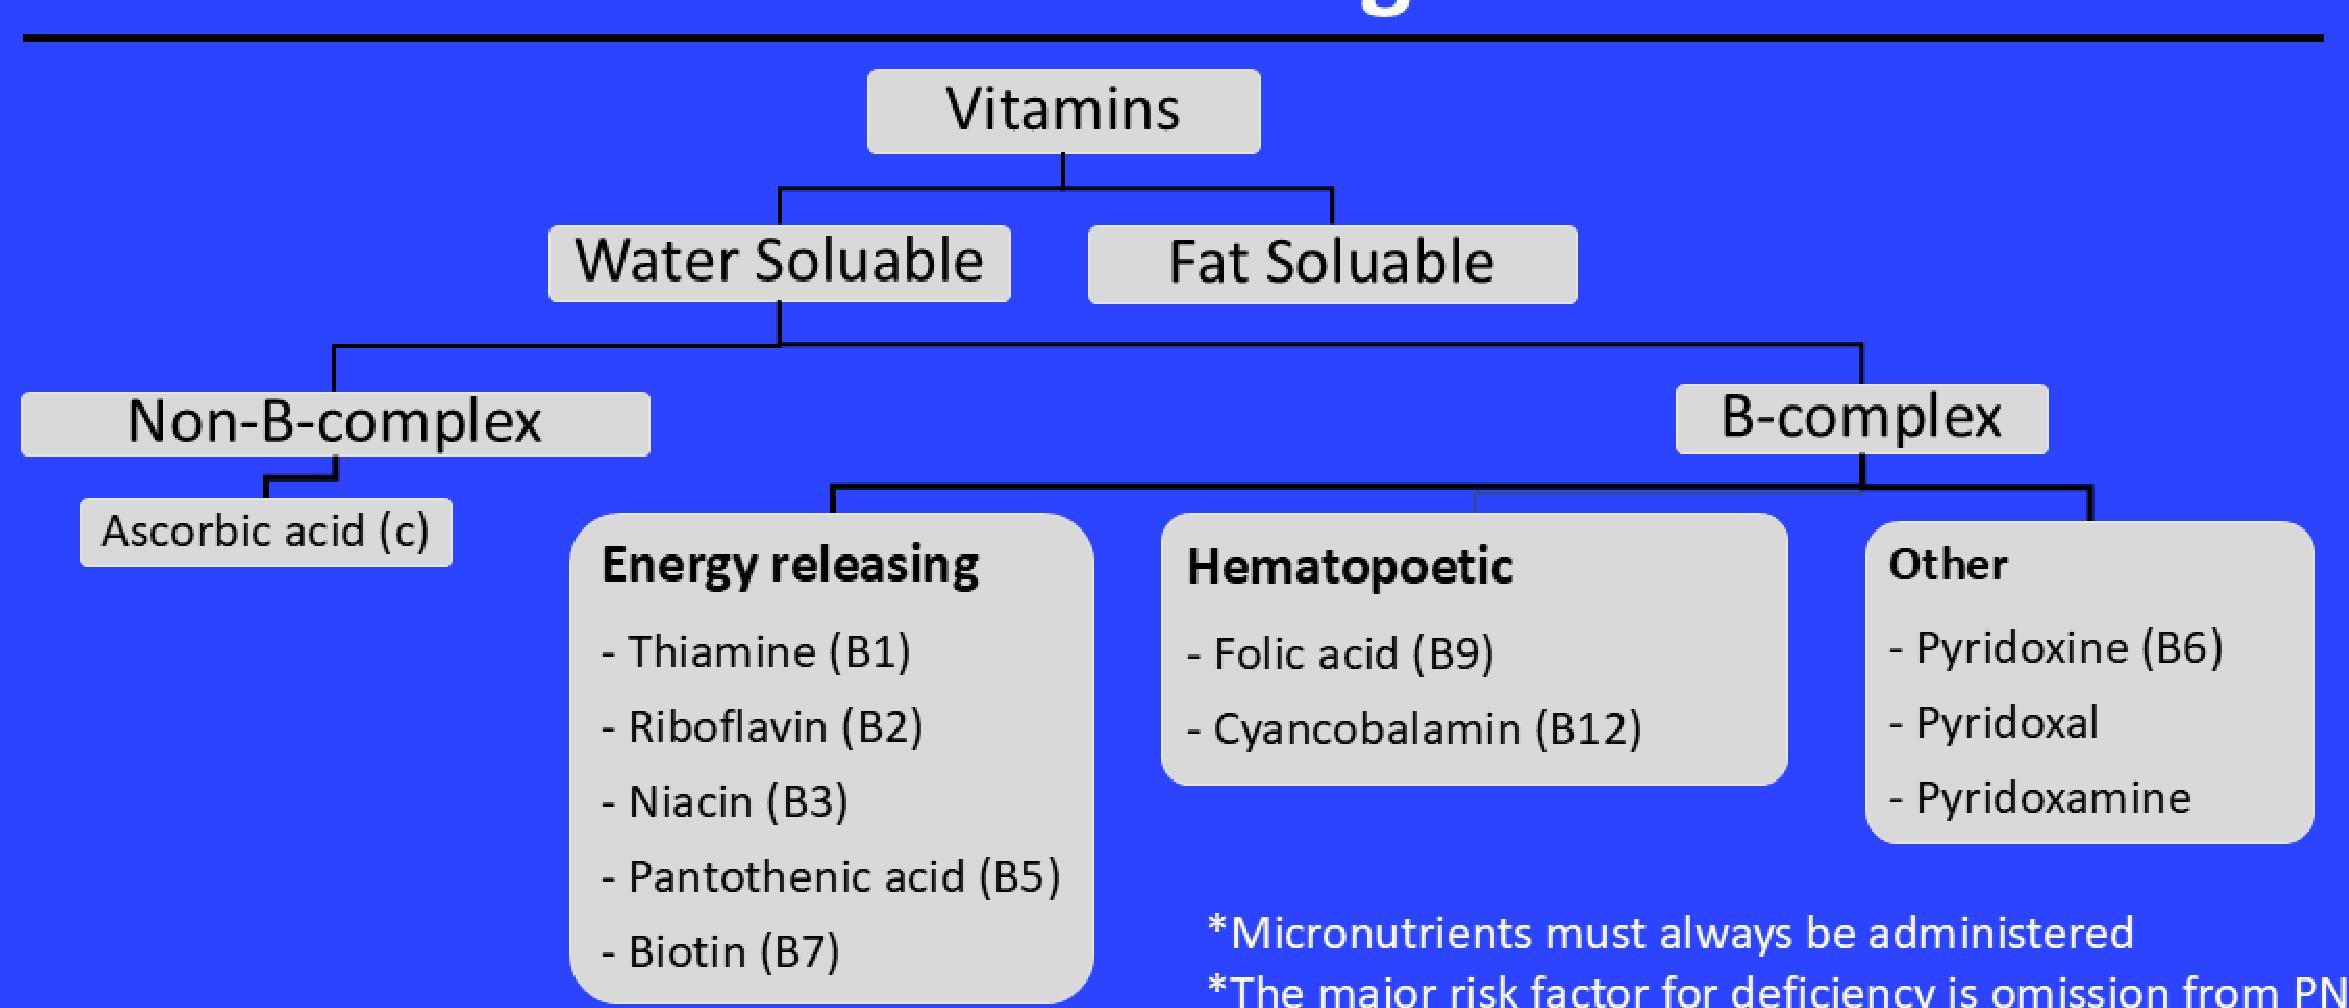 Vitamins
Water Soluable
Fat Soluable
Non-B-complex
B-complex
Ascorbic acid (c)
Energy releasing
- Thiamine (B1)
- Riboflavin (B2)
- Niacin (B3)
- Pantothenic acid (B5)
- Biotin (B7)
Hematopoetic
- Folic acid (B9)
- Cyancobalamin (B12)
Other
- Pyridoxine (B6)
- Pyridoxal
- Pyridoxamine
*Micronutrients must always be administered
*The major risk factor for deficiency is omission from PN